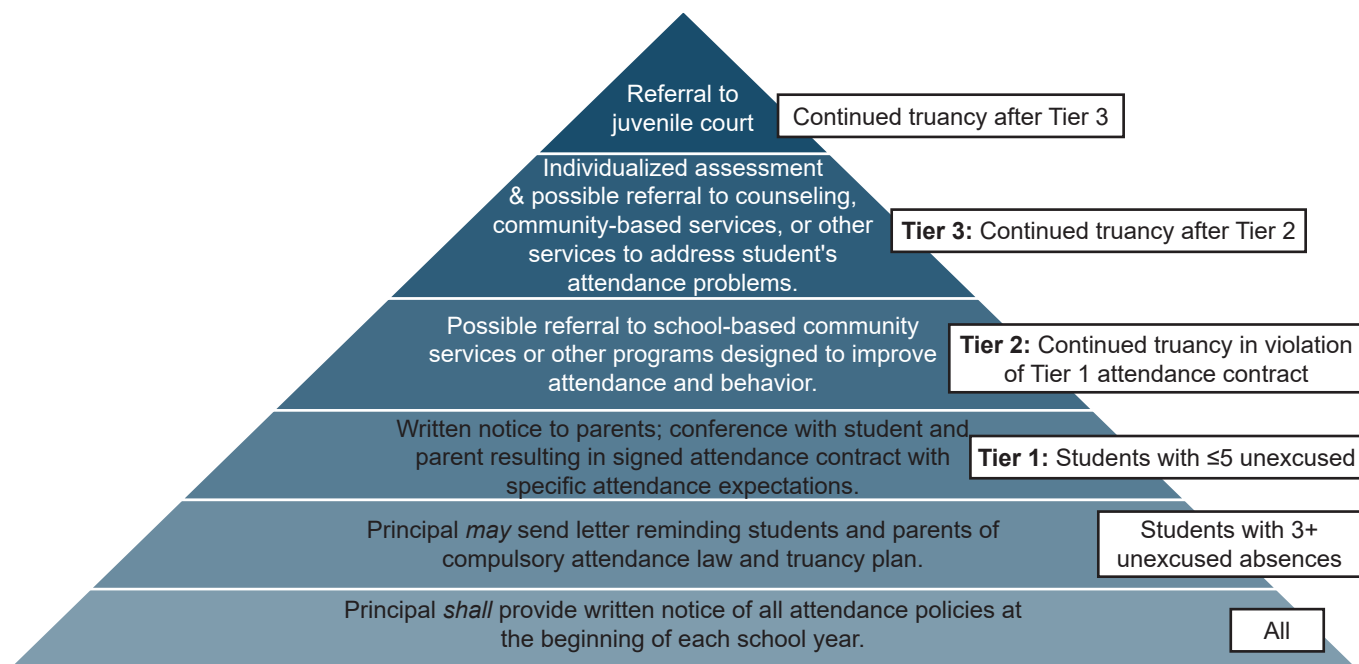 Referral to
juvenile court
Continued truancy after Tier 3
Individualized assessment
& possible referral to counseling,
community-based services, or other
services to address student's
attendance problems.
Tier 3: Continued truancy after Tier 2
Possible referral to school-based community
services or other programs designed to improve
attendance and behavior.
Tier 2: Continued truancy in violation
of Tier 1 attendance contract
Written notice to parents; conference with student and
parent resulting in signed attendance contract with
specific attendance expectations.
Tier 1: Students with ≤5 unexcused
Principal may send letter reminding students and parents of
compulsory attendance law and truancy plan.
Students with 3+
unexcused absences
Principal shall provide written notice of all attendance policies at
the beginning of each school year.
All